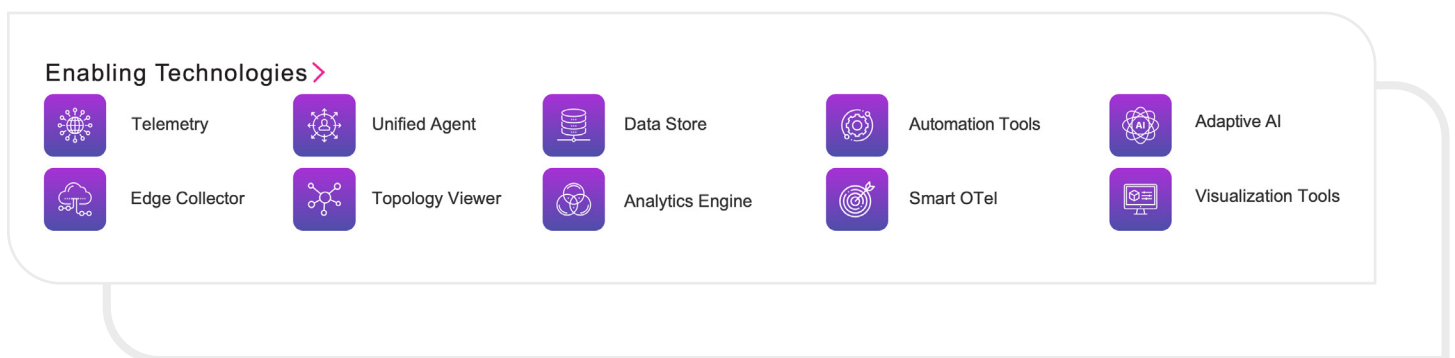 Enabling Technologies
Telemetry
Unified Agent
Data Store
Automation Tools
AI
Adaptive AI
Edge Collector
Topology Viewer
Analytics Engine
Smart OTel
Visualization Tools